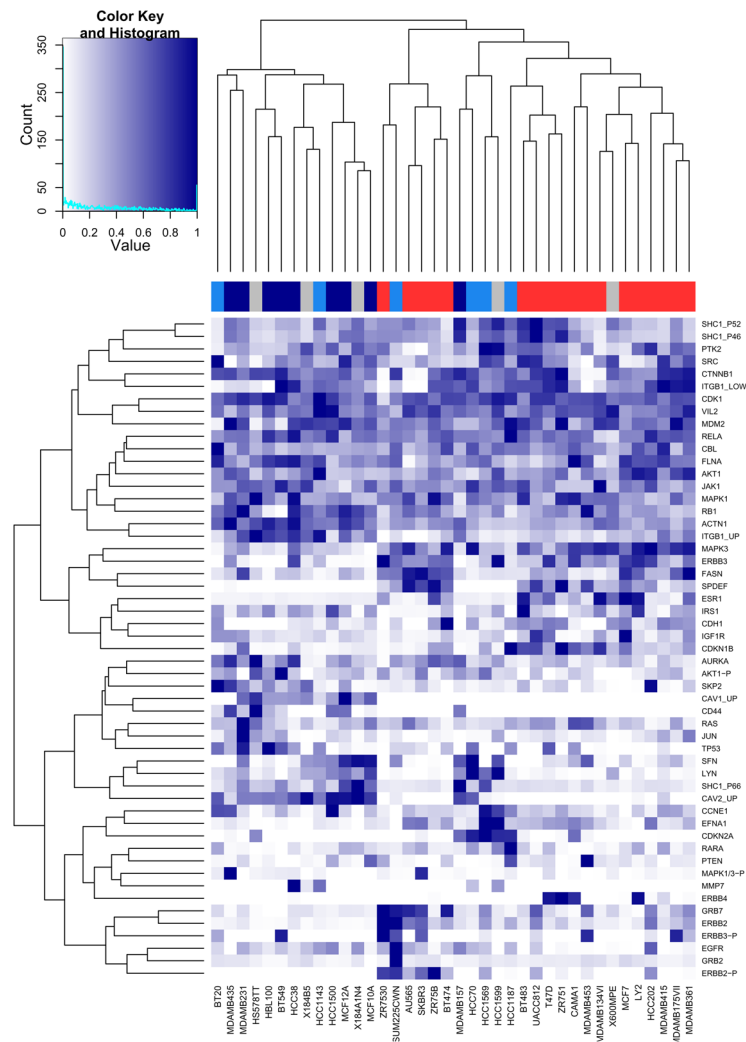 Color Key
and Histogram
Count
0
50
150
250
350
0
0.2
0.4
0.6
0.8
1
Value
SHC1_P52
SHC1_P46
PTK2
SRC
CTNNB1
ITGB1_LOW
CDK1
VIL2
MDM2
RELA
CBL
FLNA
AKT1
JAK1
MAPK1
RB1
ACTN1
ITGB1_UP
MAPK3
ERBB3
FASN
SPDEF
ESR1
IRS1
CDH1
IGF1R
CDKN1B
AURKA
AKT1−P
SKP2
CAV1_UP
CD44
RAS
JUN
TP53
SFN
LYN
SHC1_P66
CAV2_UP
CCNE1
EFNA1
CDKN2A
RARA
PTEN
MAPK1/3−P
MMP7
ERBB4
GRB7
ERBB2
ERBB3−P
EGFR
GRB2
ERBB2−P
BT20
MDAMB435
MDAMB231
HS578TT
HBL100
BT549
HCC38
X184B5
HCC1143
HCC1500
MCF12A
X184A1N4
MCF10A
ZR7530
SUM225CWN
AU565
SKBR3
ZR75B
BT474
MDAMB157
HCC70
HCC1569
HCC1599
HCC1187
BT483
UACC812
T47D
ZR751
CAMA1
MDAMB453
MDAMB134VI
X600MPE
MCF7
LY2
HCC202
MDAMB415
MDAMB175VII
MDAMB361